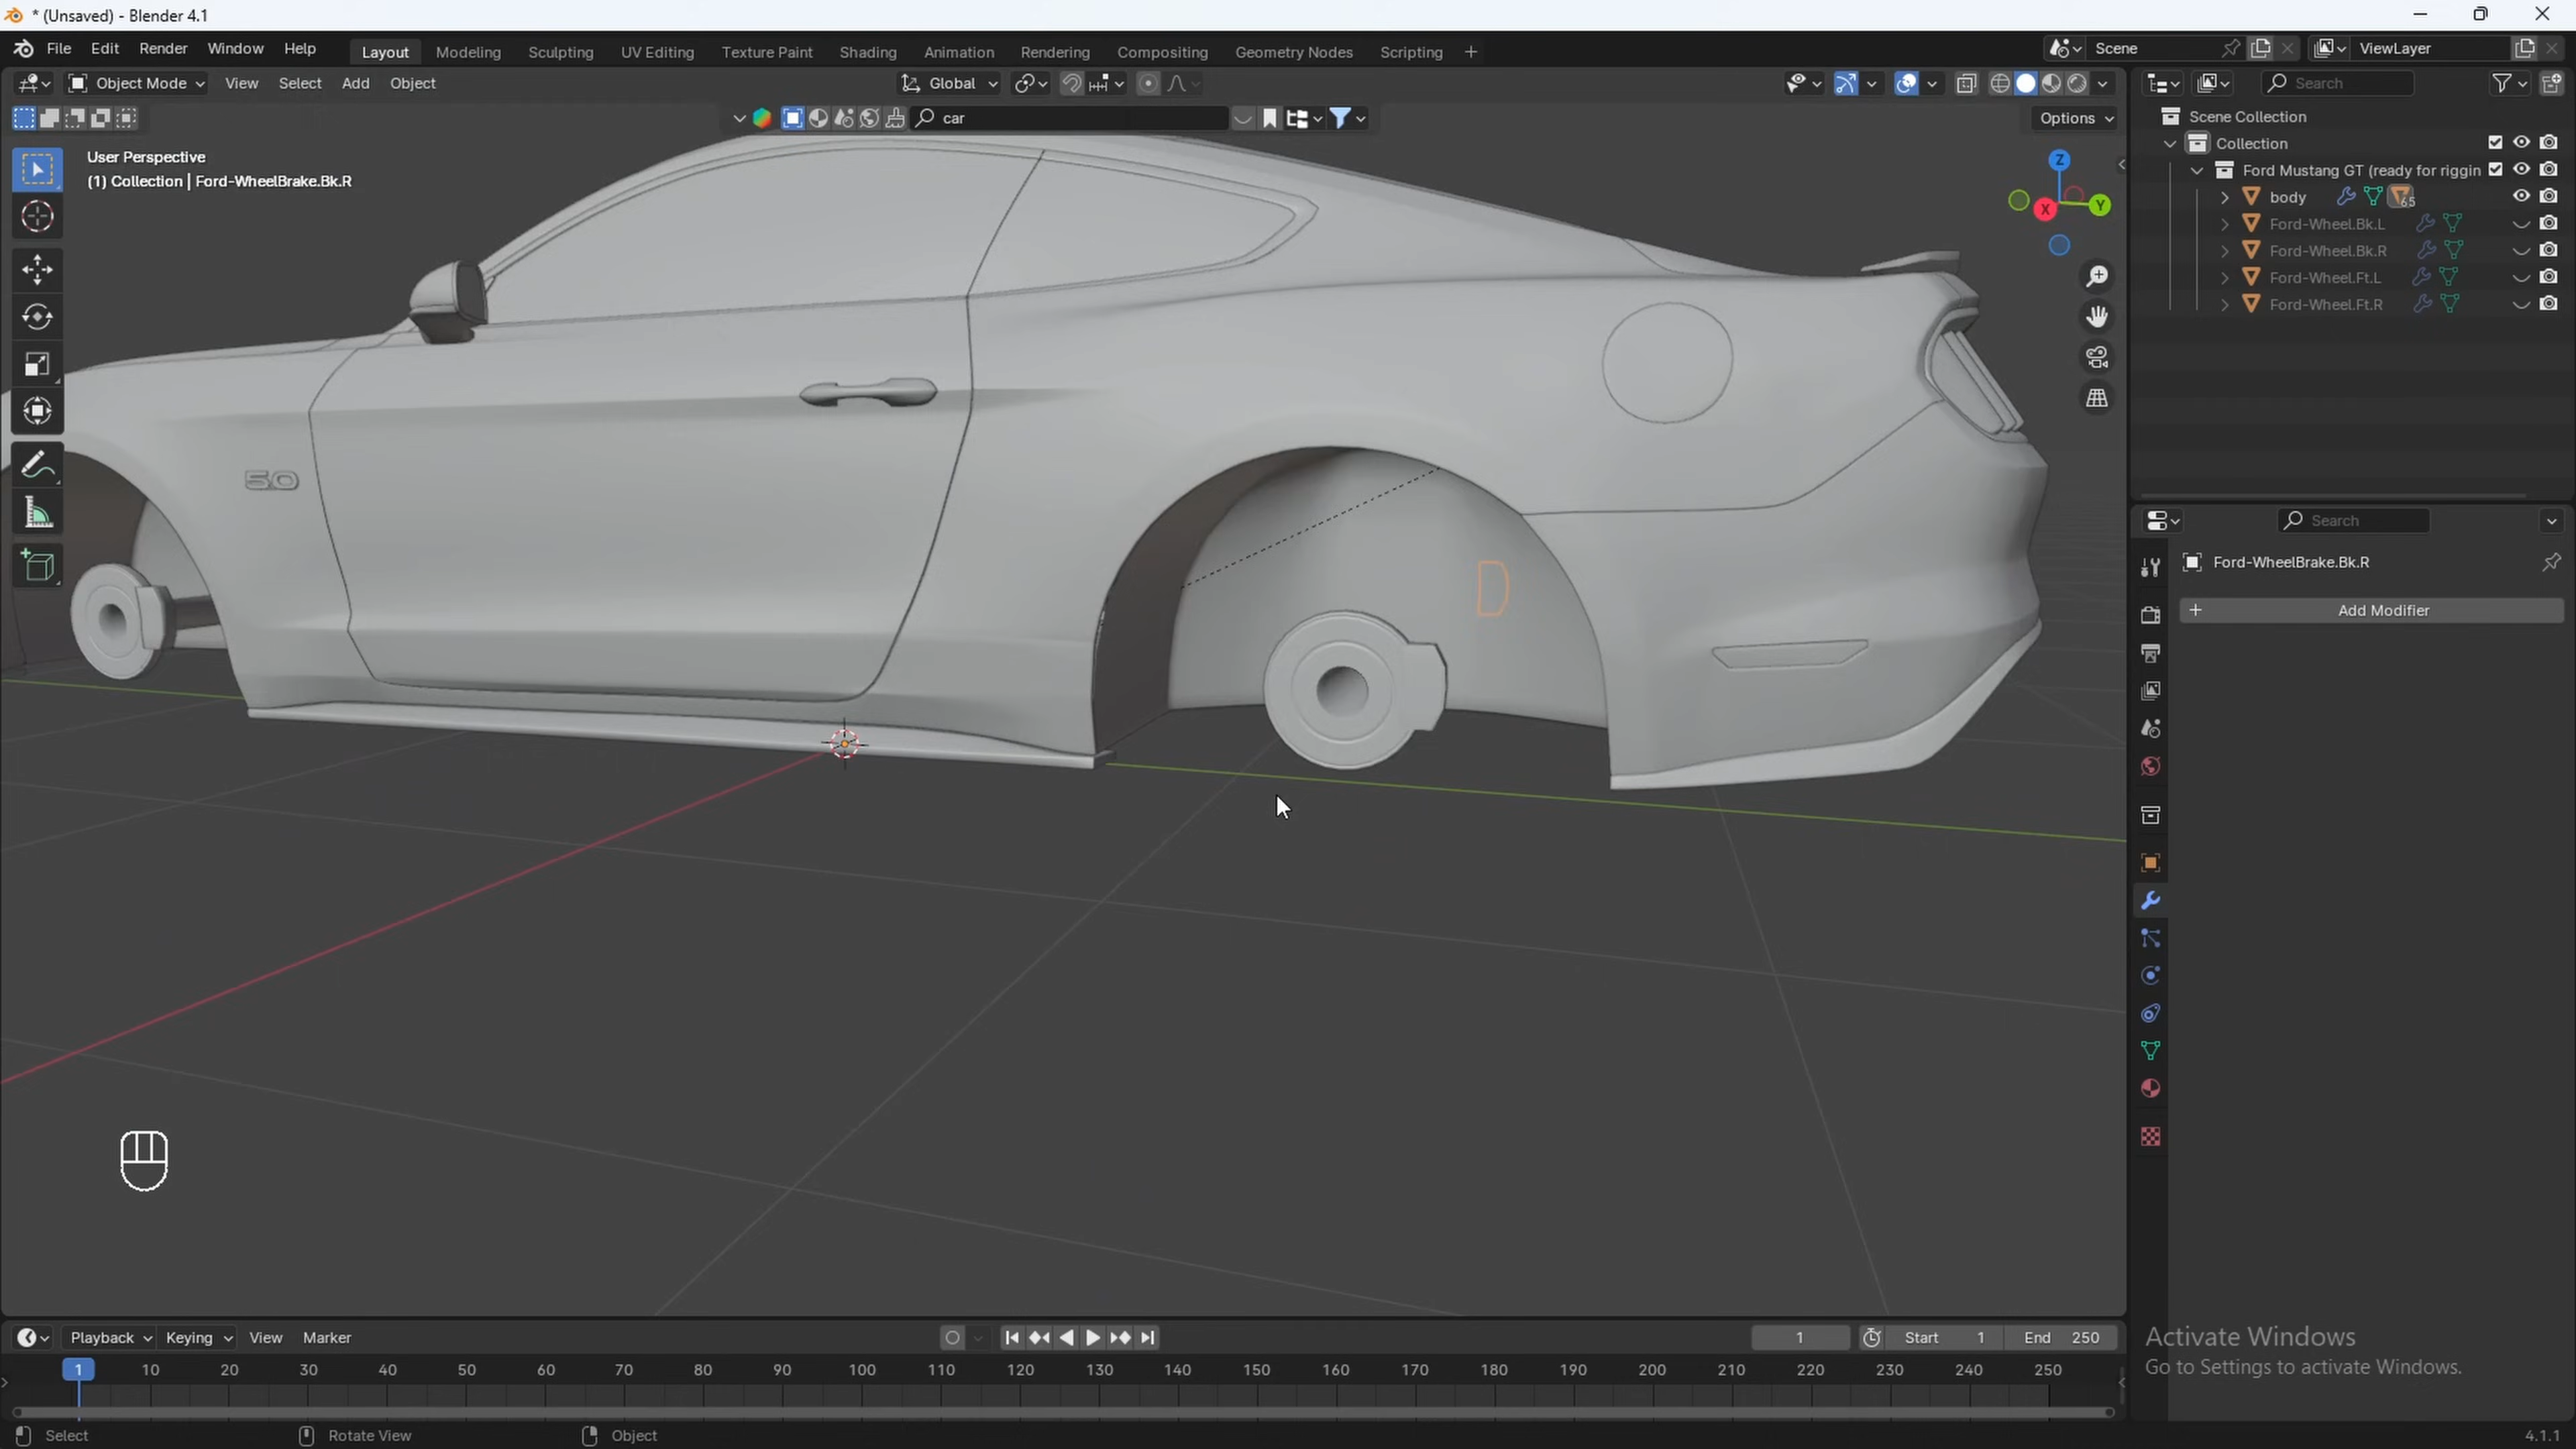 * (Unsaved) - Blender 4.1
File Edit Render Window Help Layout Modeling Sculpting UV Editing Texture Paint Shading Animation Rendering Compositing Geometry Nodes Scripting + Scene ViewLayer
Object Mode View Select Add Object Global Search
car Options
User Perspective
(1) Collection | Ford-WheelBrake.Bk.R
Scene Collection
Collection
Ford Mustang GT (ready for riggin
body 65
Ford-Wheel.Bk.L
Ford-Wheel.Bk.R
Ford-Wheel.Ft.L
Ford-Wheel.Ft.R
Z
X
Y
5.0
Search
Ford-WheelBrake.Bk.R
+ Add Modifier
Playback Keying View Marker 1 Start 1 End 250
1 10 20 30 40 50 60 70 80 90 100 110 120 130 140 150 160 170 180 190 200 210 220 230 240 250
Activate Windows
Go to Settings to activate Windows.
Select Rotate View Object 4.1.1